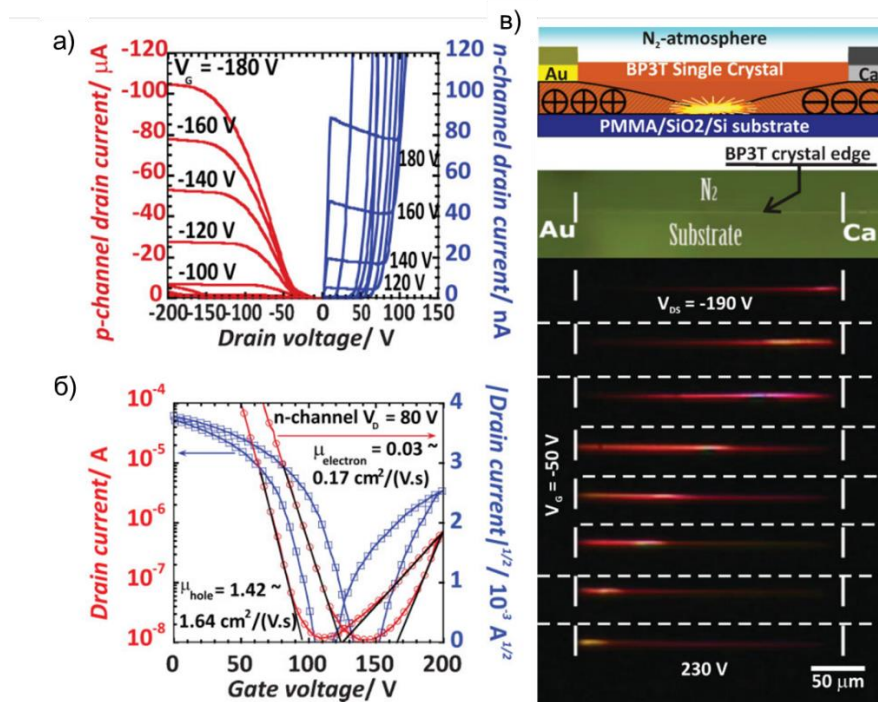 а)
p-channel drain current/ μA
-120
-100
-80
-60
-40
-20
0
V_G = -180 V
-160 V
-140 V
-120 V
-100 V
180 V
160 V
140 V
120 V
120
100
80
60
40
20
0
n-channel drain current/ nA
-200 -150 -100 -50 0 50 100 150
Drain voltage/ V
б)
Drain current/ A
10^-4
10^-5
10^-6
10^-7
10^-8
n-channel V_D = 80 V
μ_electron = 0.03 ~
0.17 cm^2/(V.s)
μ_hole = 1.42 ~
1.64 cm^2/(V.s)
4
3
2
1
0
|Drain current|^1/2/ 10^-3 A^1/2
0 50 100 150 200
Gate voltage/ V
в)
N2-atmosphere
Au BP3T Single Crystal Ca
PMMA/SiO2/Si substrate
BP3T crystal edge
N2
Au Substrate Ca
V_DS = -190 V
V_G = -50 V
230 V
50 μm